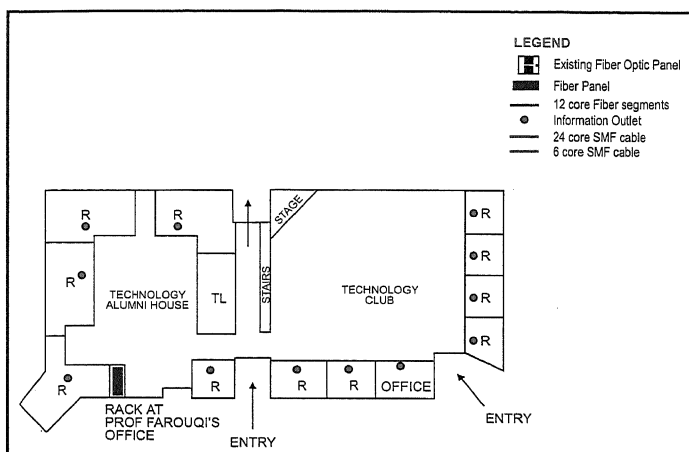 LEGEND
Existing Fiber Optic Panel
Fiber Panel
12 core Fiber segments
Information Outlet
24 core SMF cable
6 core SMF cable
R
R
STAGE
R
R
TECHNOLOGY
ALUMNI HOUSE
TL
STAIRS
TECHNOLOGY
CLUB
R
R
R
R
R
R
R
OFFICE
RACK AT
PROF FAROUQI'S
OFFICE
ENTRY
ENTRY